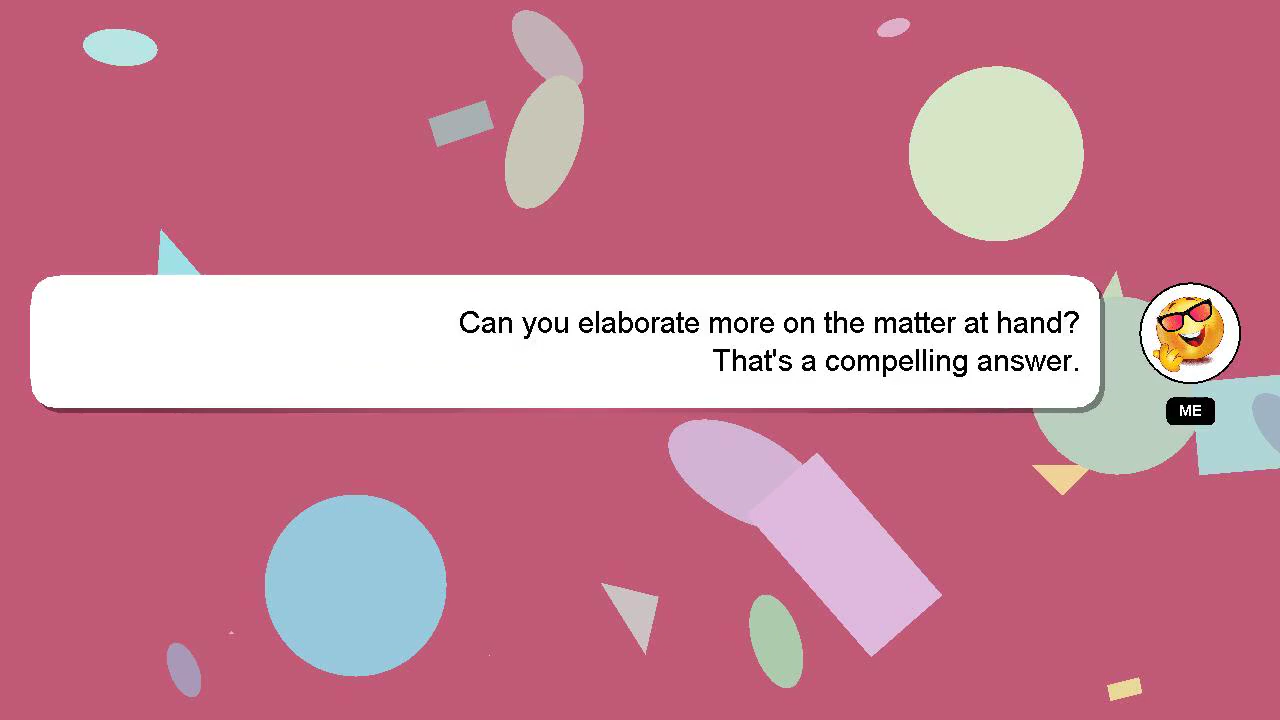 Can you elaborate more on the matter at hand?
That's a compelling answer.
ME